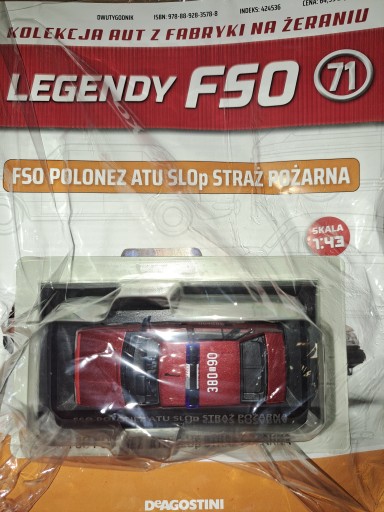 DWUTYGODNIK ISBN: 978-88-928-3578-8 INDEKS: 424536
KOLEKCJA AUT Z FABRYKI NA ŻERANIU
LEGENDY FSO 71
FSO POLONEZ ATU SLOp STRAŻ POŻARNA
SKALA
1:43
DeAGOSTINI